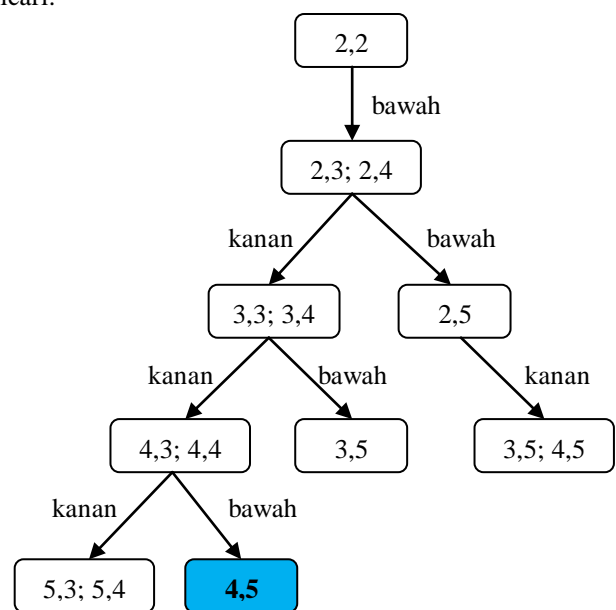 icari.
2,2
bawah
2,3; 2,4
kanan
bawah
3,3; 3,4
2,5
kanan
bawah
kanan
4,3; 4,4
3,5
3,5; 4,5
kanan
bawah
5,3; 5,4
4,5